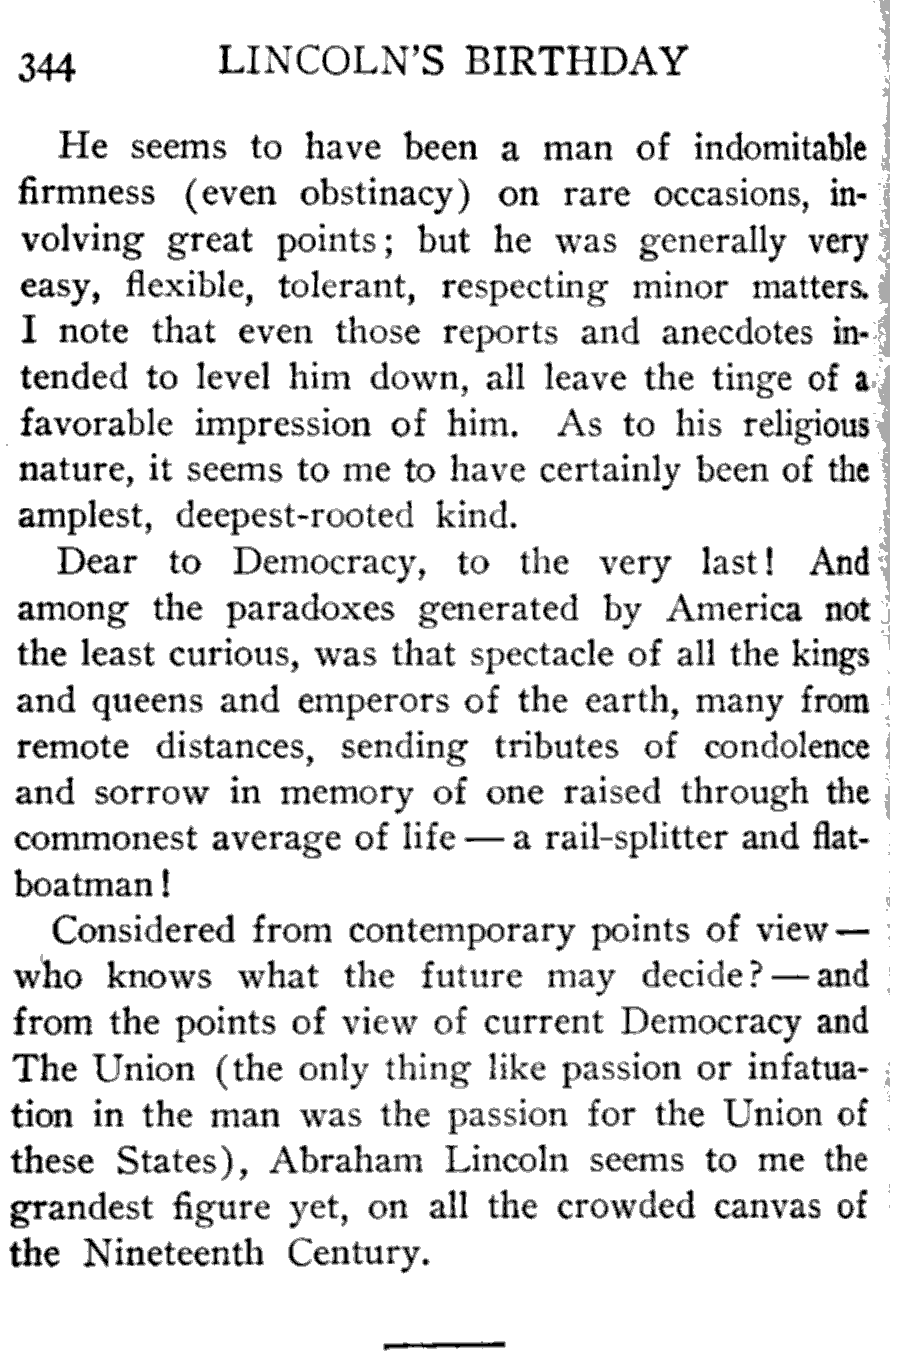 344 LINCOLN'S BIRTHDAY
He seems to have been a man of indomitable
firmness (even obstinacy) on rare occasions, in-
volving great points; but he was generally very
easy, flexible, tolerant, respecting minor matters.
I note that even those reports and anecdotes in-
tended to level him down, all leave the tinge of a
favorable impression of him. As to his religious
nature, it seems to me to have certainly been of the
amplest, deepest-rooted kind.
Dear to Democracy, to the very last! And
among the paradoxes generated by America not
the least curious, was that spectacle of all the kings
and queens and emperors of the earth, many from
remote distances, sending tributes of condolence
and sorrow in memory of one raised through the
commonest average of life — a rail-splitter and flat-
boatman!
Considered from contemporary points of view —
who knows what the future may decide? — and
from the points of view of current Democracy and
The Union (the only thing like passion or infatua-
tion in the man was the passion for the Union of
these States), Abraham Lincoln seems to me the
grandest figure yet, on all the crowded canvas of
the Nineteenth Century.